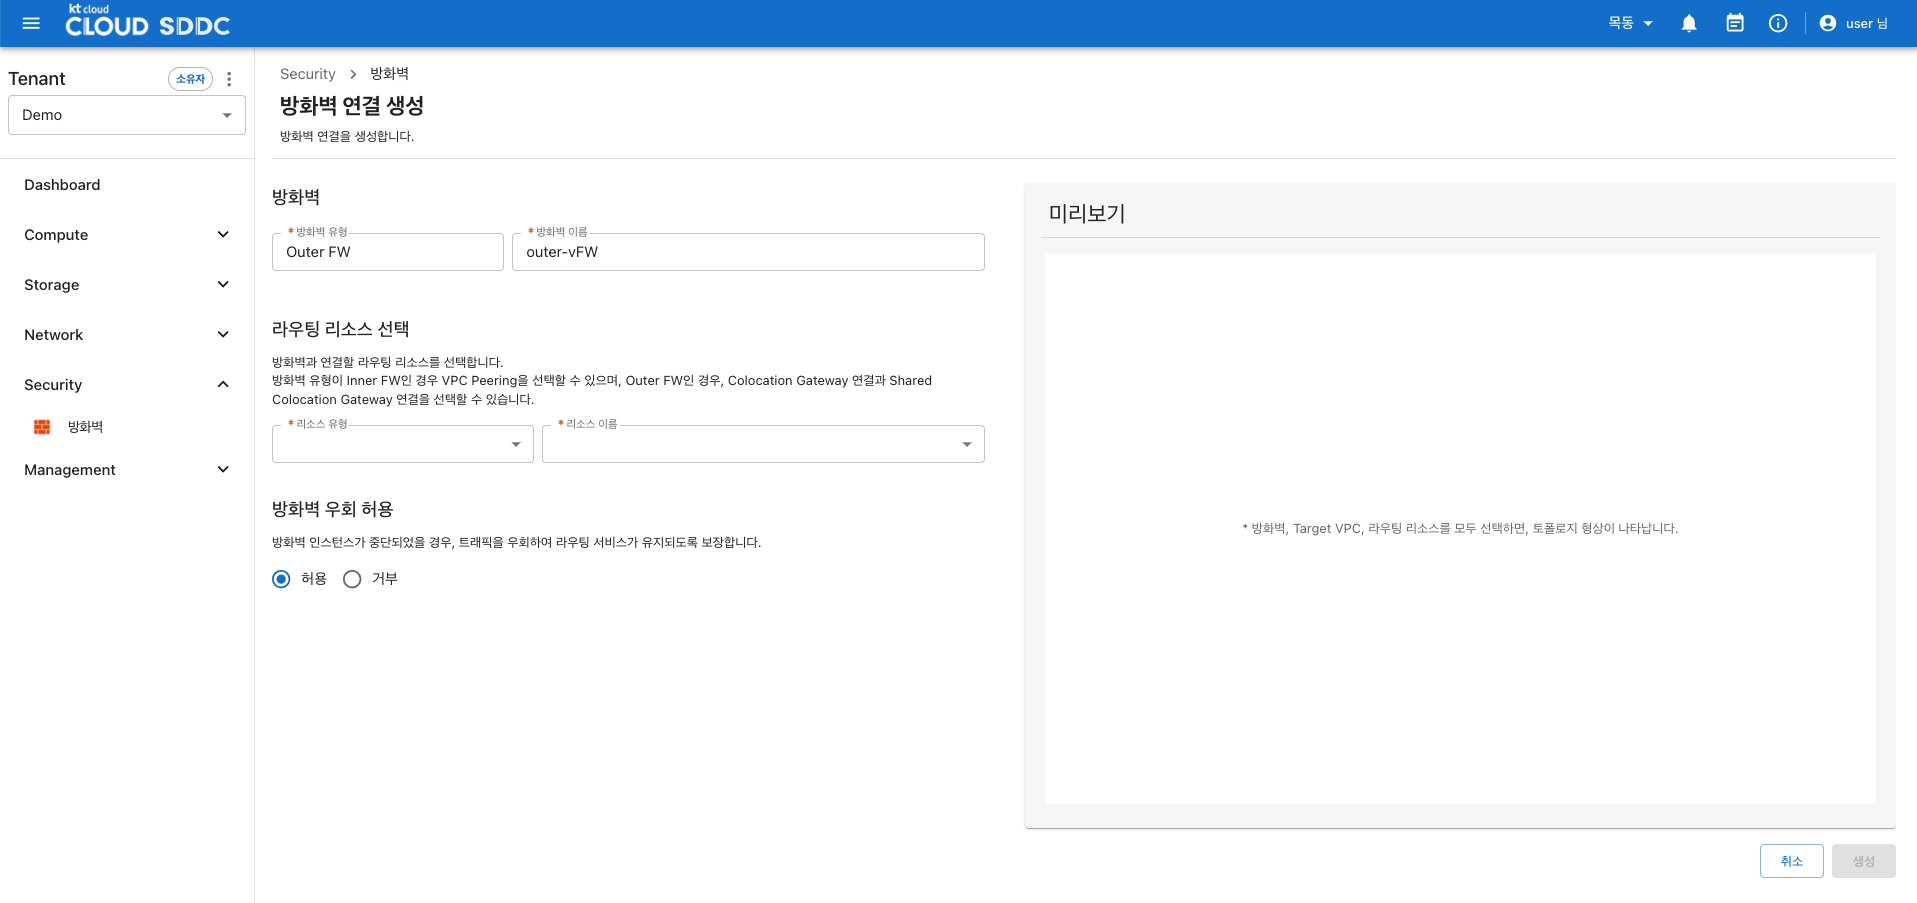 kt cloud
CLOUD SDDC
목동
user 님
Tenant
소유자
Demo
Dashboard
Compute
Storage
Network
Security
방화벽
Management
Security > 방화벽
방화벽 연결 생성
방화벽 연결을 생성합니다.
방화벽
* 방화벽 유형
Outer FW
* 방화벽 이름
outer-vFW
라우팅 리소스 선택
방화벽과 연결할 라우팅 리소스를 선택합니다.
방화벽 유형이 Inner FW인 경우 VPC Peering을 선택할 수 있으며, Outer FW인 경우, Colocation Gateway 연결과 Shared
Colocation Gateway 연결을 선택할 수 있습니다.
* 리소스 유형
* 리소스 이름
방화벽 우회 허용
방화벽 인스턴스가 중단되었을 경우, 트래픽을 우회하여 라우팅 서비스가 유지되도록 보장합니다.
허용
거부
미리보기
* 방화벽, Target VPC, 라우팅 리소스를 모두 선택하면, 토폴로지 형상이 나타납니다.
취소
생성